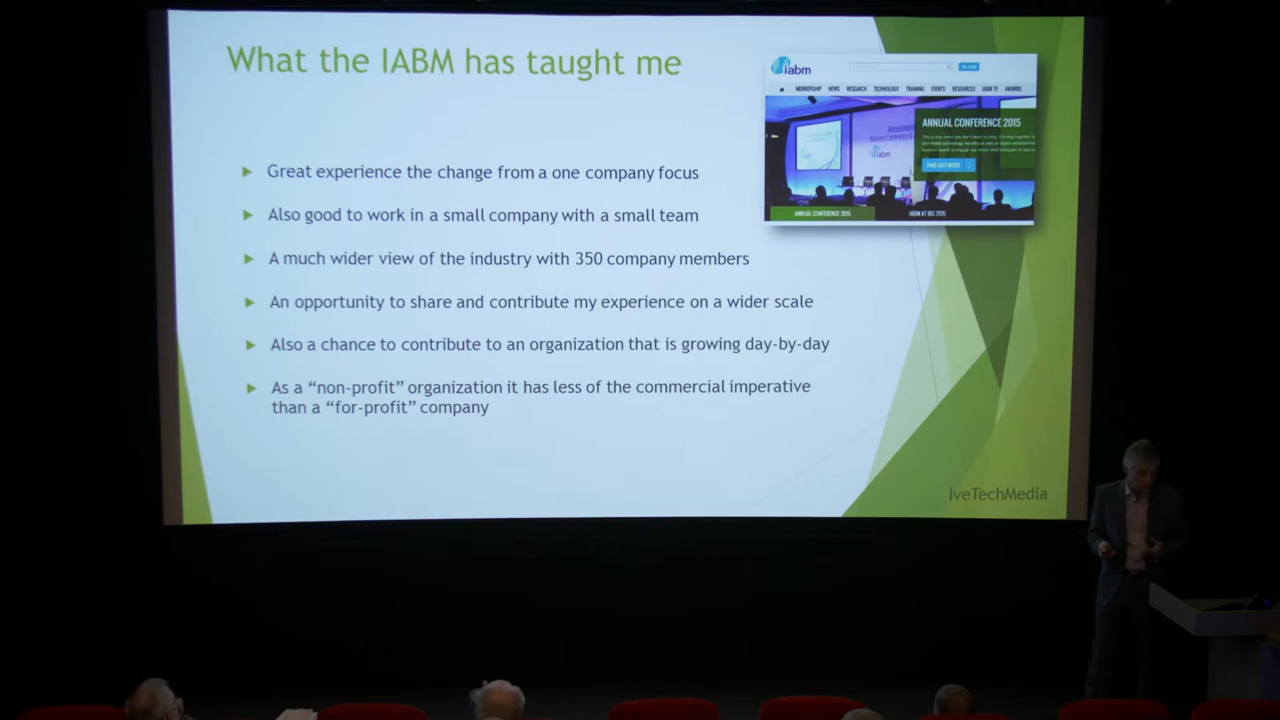 What the IABM has taught me
iabm
MEMBERSHIP NEWS RESEARCH TECHNOLOGY TRAINING EVENTS RESOURCES IABM TV AWARDS
ANNUAL CONFERENCE 2015
FIND OUT MORE
iabm
ANNUAL CONFERENCE 2015
IABM AT IBC 2015
Great experience the change from a one company focus
Also good to work in a small company with a small team
A much wider view of the industry with 350 company members
An opportunity to share and contribute my experience on a wider scale
Also a chance to contribute to an organization that is growing day-by-day
As a “non-profit” organization it has less of the commercial imperative
than a “for-profit” company
IveTechMedia